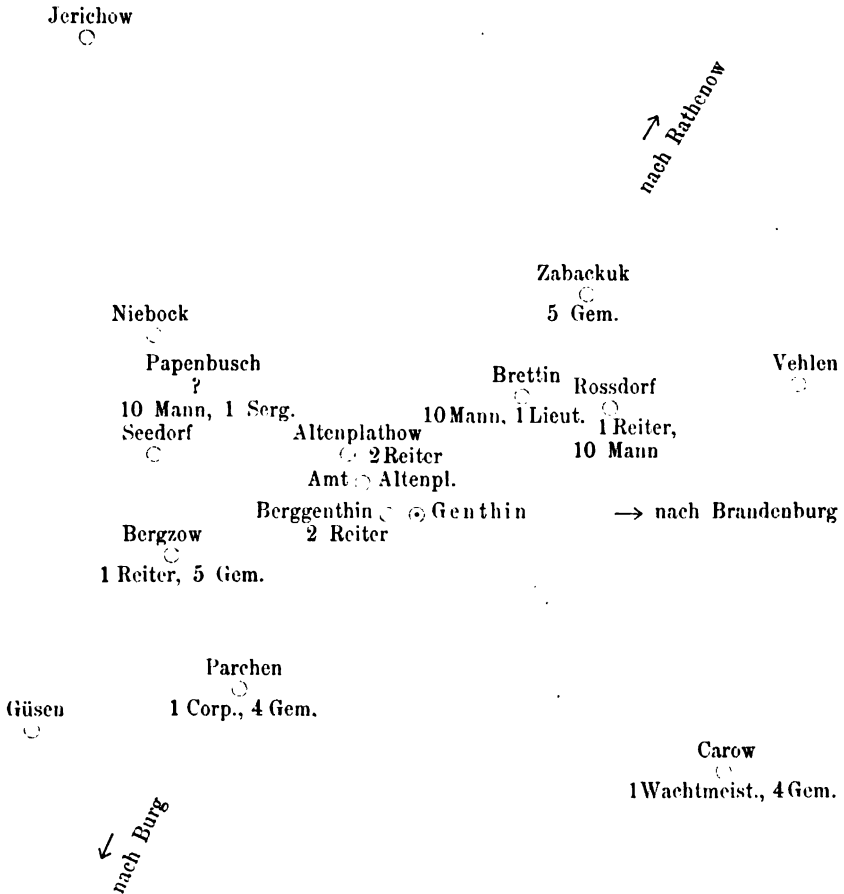 Jerichow
nach Rathenow
Zabackuk
5 Gem.
Niebock
Papenbusch
?
10 Mann, 1 Serg.
Brettin
10 Mann, 1 Lieut.
Rossdorf
1 Reiter,
10 Mann
Vehlen
Seedorf
Altenplathow
2 Reiter
Amt Altenpl.
Berggenthin
2 Reiter
Genthin
→ nach Brandenburg
Bergzow
1 Reiter, 5 Gem.
Parchen
1 Corp., 4 Gem.
Güsen
Carow
1 Wachtmeist., 4 Gem.
nach Burg